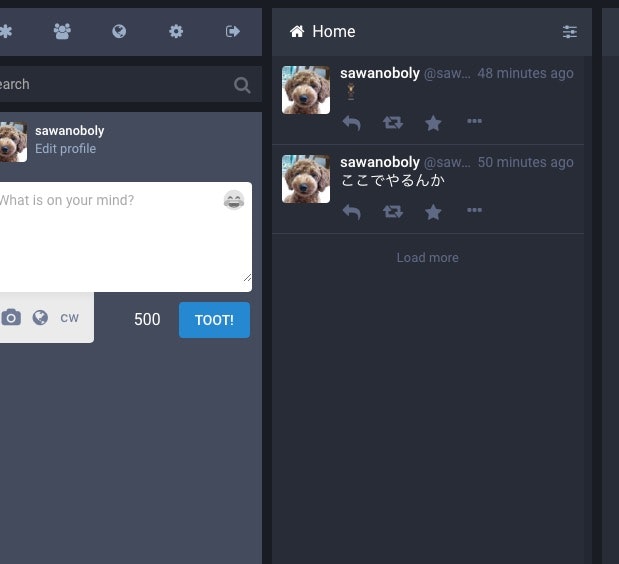 earch
sawanoboly
Edit profile
What is on your mind?
CW
500
TOOT!
Home
sawanoboly @saw... 48 minutes ago
sawanoboly @saw... 50 minutes ago
ここでやるんか
Load more